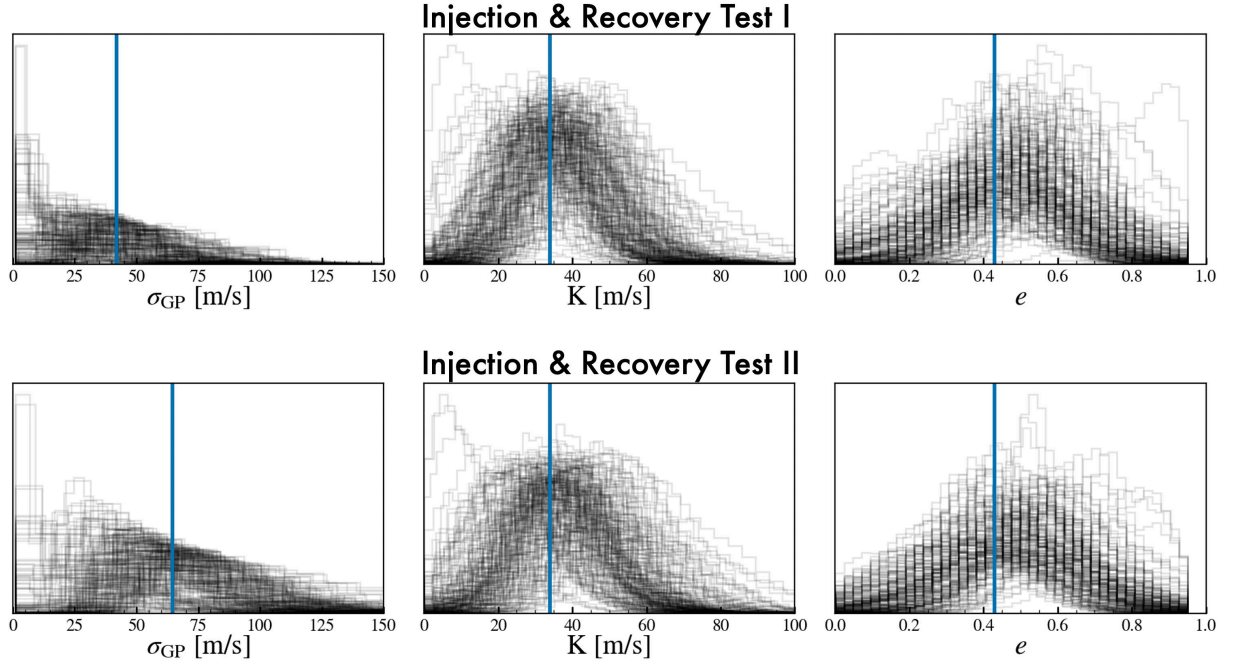 Injection & Recovery Test I
0 25 50 75 100 125 150
0 20 40 60 80 100
0.0 0.2 0.4 0.6 0.8 1.0
σGP [m/s]
K [m/s]
e
Injection & Recovery Test II
0 25 50 75 100 125 150
0 20 40 60 80 100
0.0 0.2 0.4 0.6 0.8 1.0
σGP [m/s]
K [m/s]
e